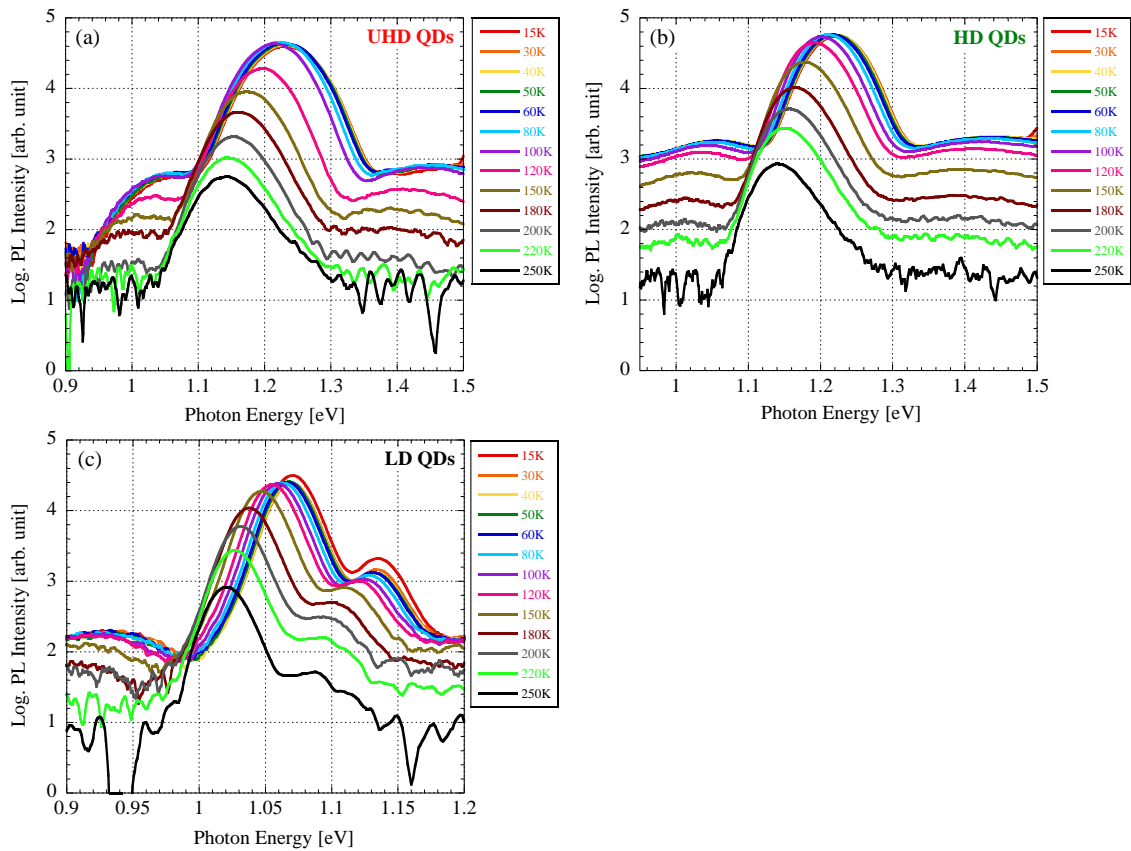 (a)
UHD QDs
Log. PL Intensity [arb. unit]
5
4
3
2
1
0
0.9
1
1.1
1.2
1.3
1.4
1.5
Photon Energy [eV]
15K
30K
40K
50K
60K
80K
100K
120K
150K
180K
200K
220K
250K
(b)
HD QDs
Log. PL Intensity [arb. unit]
5
4
3
2
1
0
1
1.1
1.2
1.3
1.4
1.5
Photon Energy [eV]
15K
30K
40K
50K
60K
80K
100K
120K
150K
180K
200K
220K
250K
(c)
LD QDs
Log. PL Intensity [arb. unit]
5
4
3
2
1
0
0.9
0.95
1
1.05
1.1
1.15
1.2
Photon Energy [eV]
15K
30K
40K
50K
60K
80K
100K
120K
150K
180K
200K
220K
250K